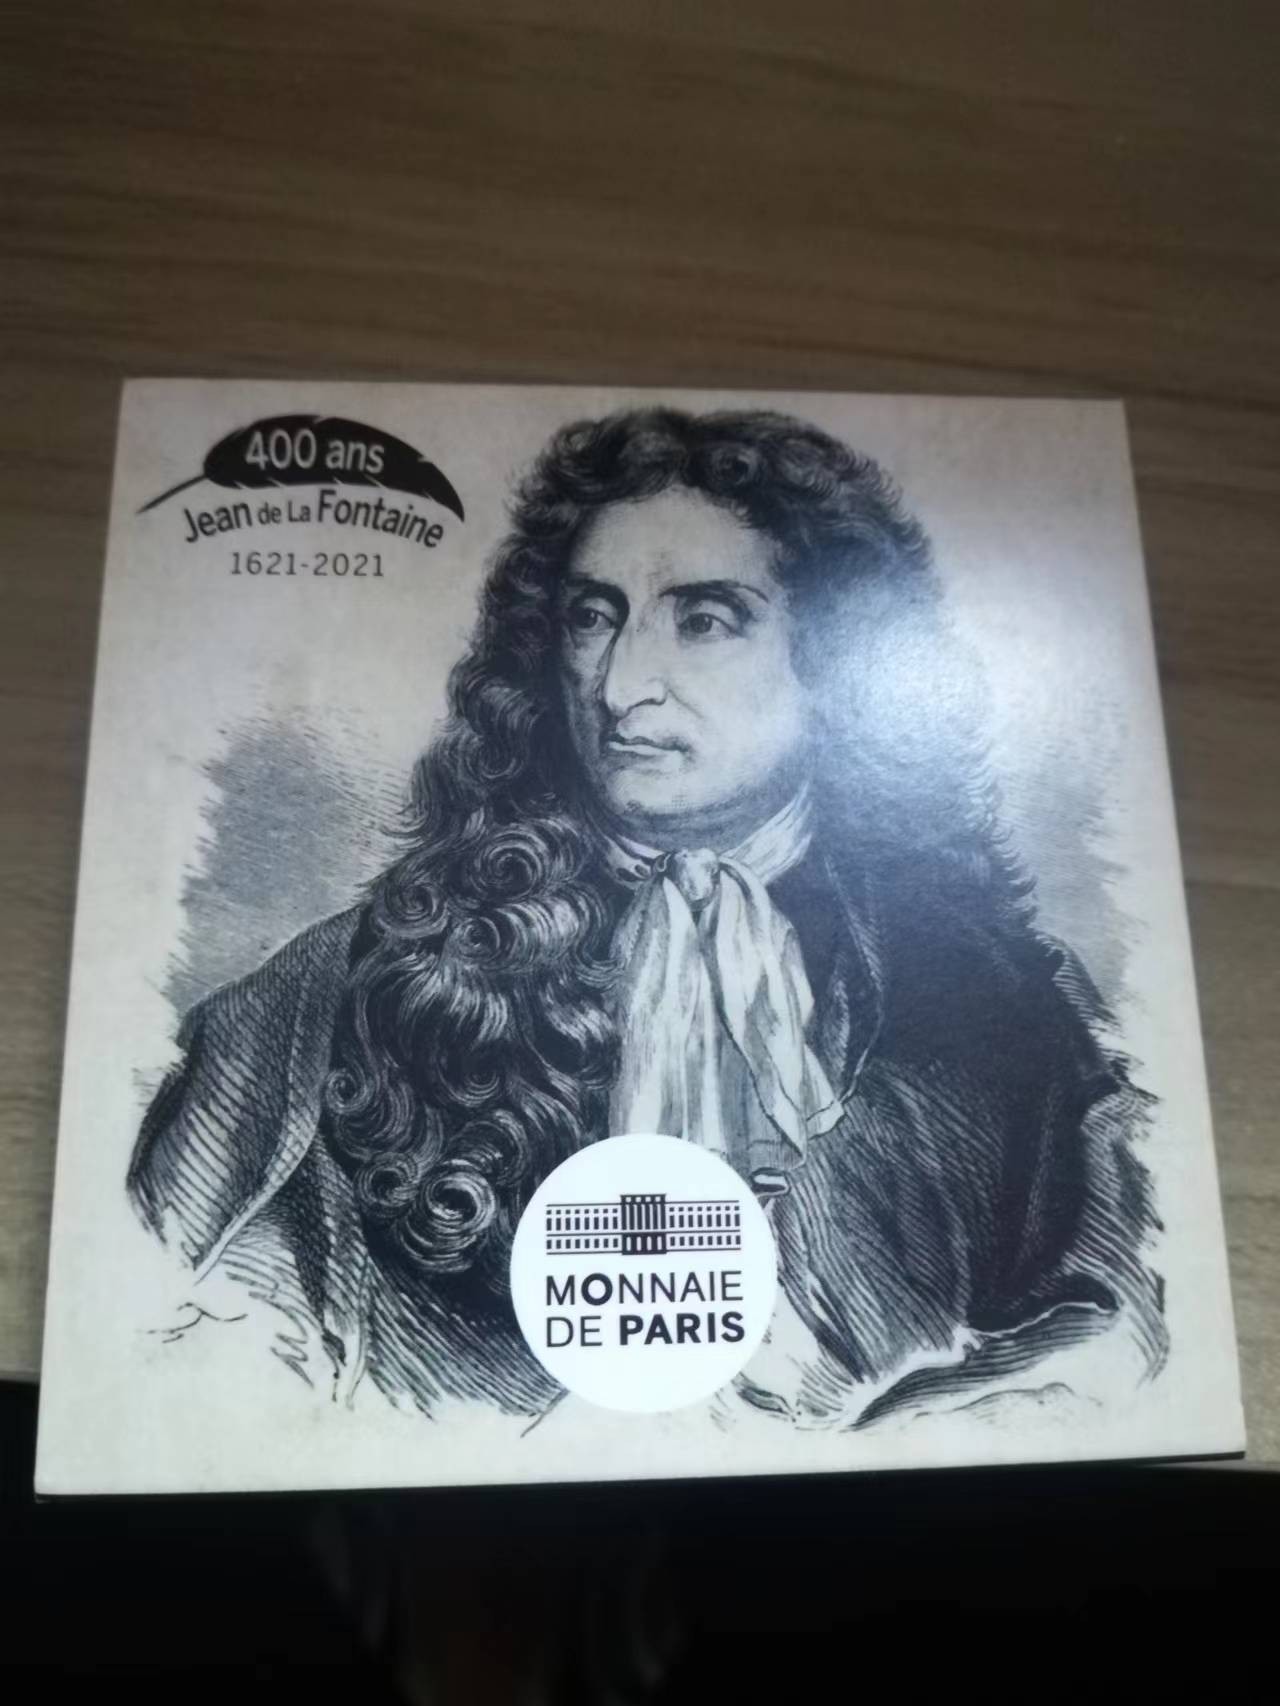 400 ans
Jean de La Fontaine
1621-2021
MONNAIE
DE PARIS